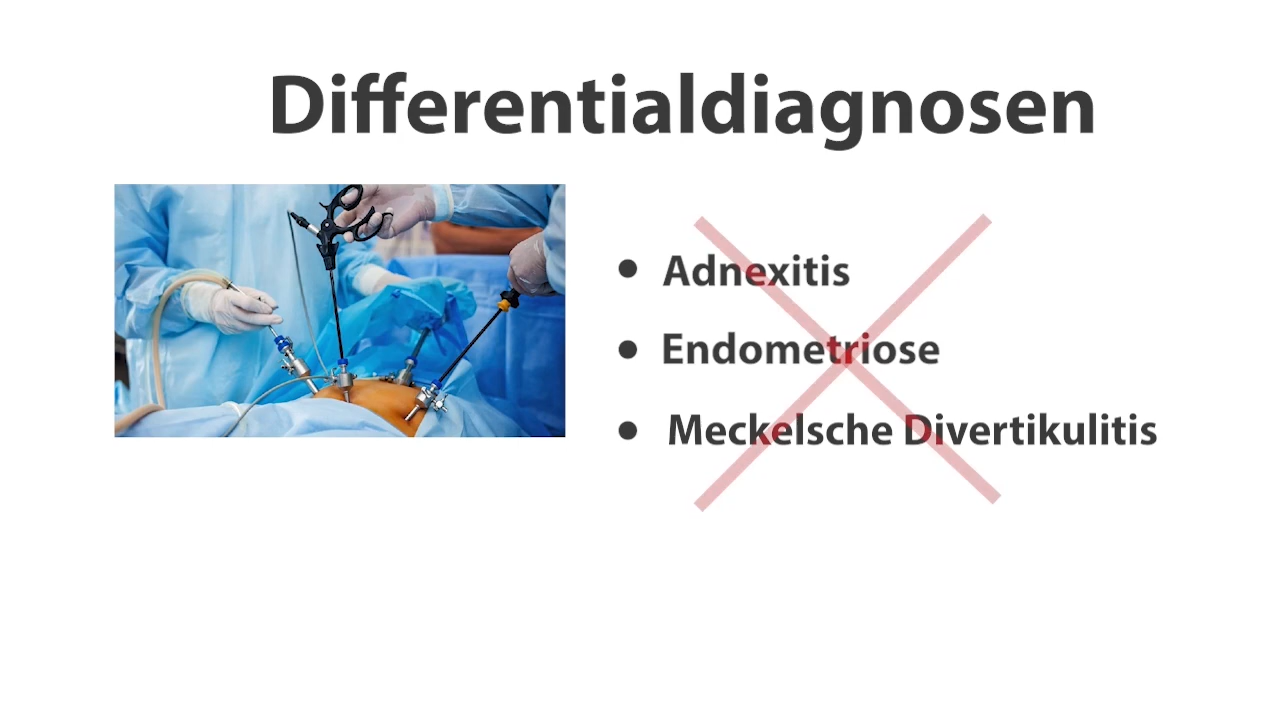 Differentialdiagnosen
• Adnexitis
• Endometriose
• Meckelsche Divertikulitis